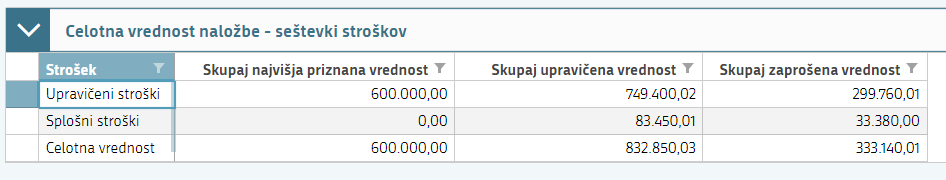 Celotna vrednost naložbe - seštevki stroškov
Strošek Skupaj najvišja priznana vrednost Skupaj upravičena vrednost Skupaj zaprošena vrednost
Upravičeni stroški 600.000,00 749.400,02 299.760,01
Splošni stroški 0,00 83.450,01 33.380,00
Celotna vrednost 600.000,00 832.850,03 333.140,01